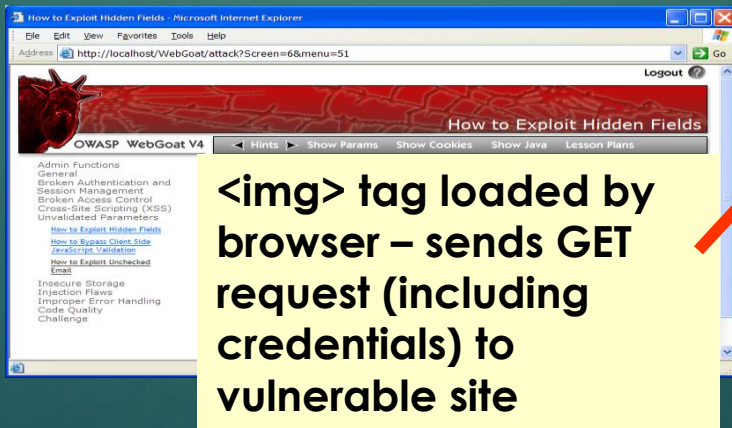 How to Exploit Hidden Fields - Microsoft Internet Explorer
File Edit View Favorites Tools Help
Address http://localhost/WebGoat/attack?Screen=6&menu=51 Go
Logout ?
How to Exploit Hidden Fields
OWASP WebGoat V4 Hints Show Params Show Cookies Show Java Lesson Plans
Admin Functions
General
Broken Authentication and
Session Management
Broken Access Control
Cross-Site Scripting (XSS)
Unvalidated Parameters
How to Exploit Hidden Fields
How to Bypass Client Side
JavaScript Validation
How to Exploit Unchecked
Email
Insecure Storage
Injection Flaws
Improper Error Handling
Code Quality
Challenge
<img> tag loaded by
browser – sends GET
request (including
credentials) to
vulnerable site